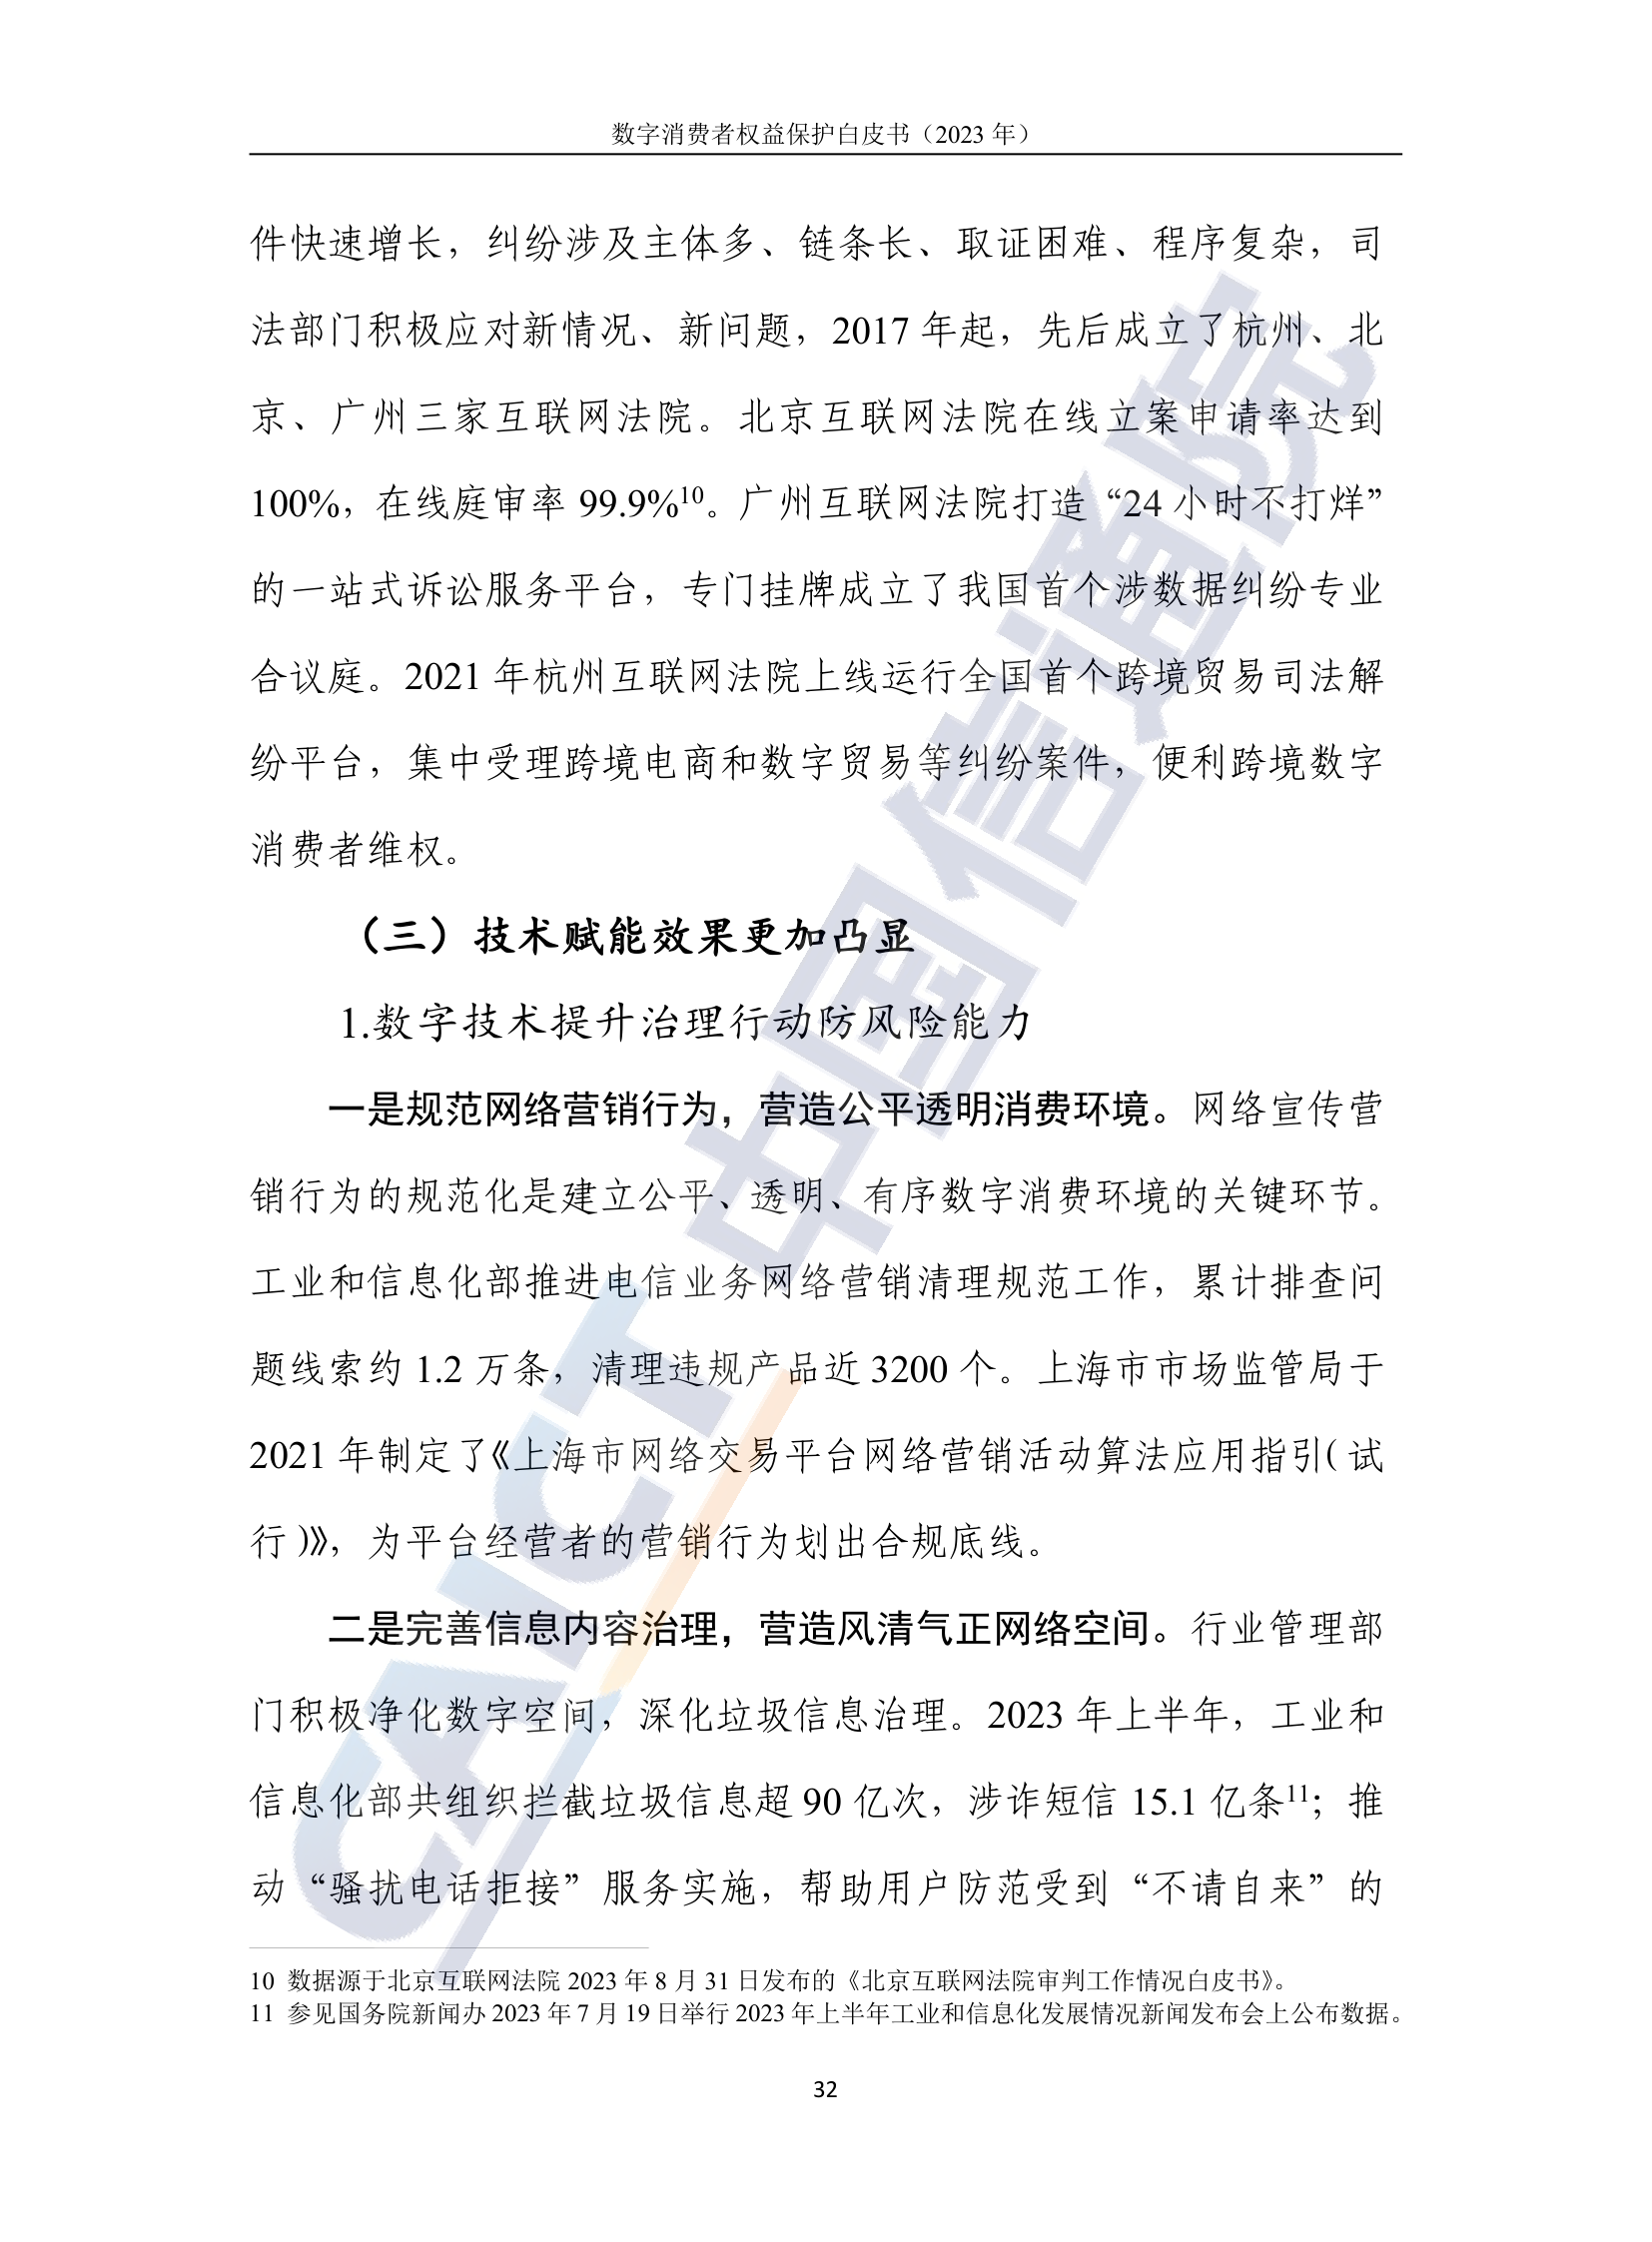 数字消费者权益保护白皮书（2023 年）
件快速增长，纠纷涉及主体多、链条长、取证困难、程序复杂，司
法部门积极应对新情况、新问题，2017 年起，先后成立了杭州、北
京、广州三家互联网法院。北京互联网法院在线立案申请率达到
100%，在线庭审率 99.9%10。广州互联网法院打造“24 小时不打烊”
的一站式诉讼服务平台，专门挂牌成立了我国首个涉数据纠纷专业
合议庭。2021 年杭州互联网法院上线运行全国首个跨境贸易司法解
纷平台，集中受理跨境电商和数字贸易等纠纷案件，便利跨境数字
消费者维权。
（三）技术赋能效果更加凸显
1.数字技术提升治理行动防风险能力
一是规范网络营销行为，营造公平透明消费环境。网络宣传营
销行为的规范化是建立公平、透明、有序数字消费环境的关键环节。
工业和信息化部推进电信业务网络营销清理规范工作，累计排查问
题线索约 1.2 万条，清理违规产品近 3200 个。上海市市场监管局于
2021 年制定了《上海市网络交易平台网络营销活动算法应用指引（试
行）》，为平台经营者的营销行为划出合规底线。
二是完善信息内容治理，营造风清气正网络空间。行业管理部
门积极净化数字空间，深化垃圾信息治理。2023 年上半年，工业和
信息化部共组织拦截垃圾信息超 90 亿次，涉诈短信 15.1 亿条11；推
动“骚扰电话拒接”服务实施，帮助用户防范受到“不请自来”的
10 数据源于北京互联网法院 2023 年 8 月 31 日发布的《北京互联网法院审判工作情况白皮书》。
11 参见国务院新闻办 2023 年 7 月 19 日举行 2023 年上半年工业和信息化发展情况新闻发布会上公布数据。
32
CAICT 中国信通院